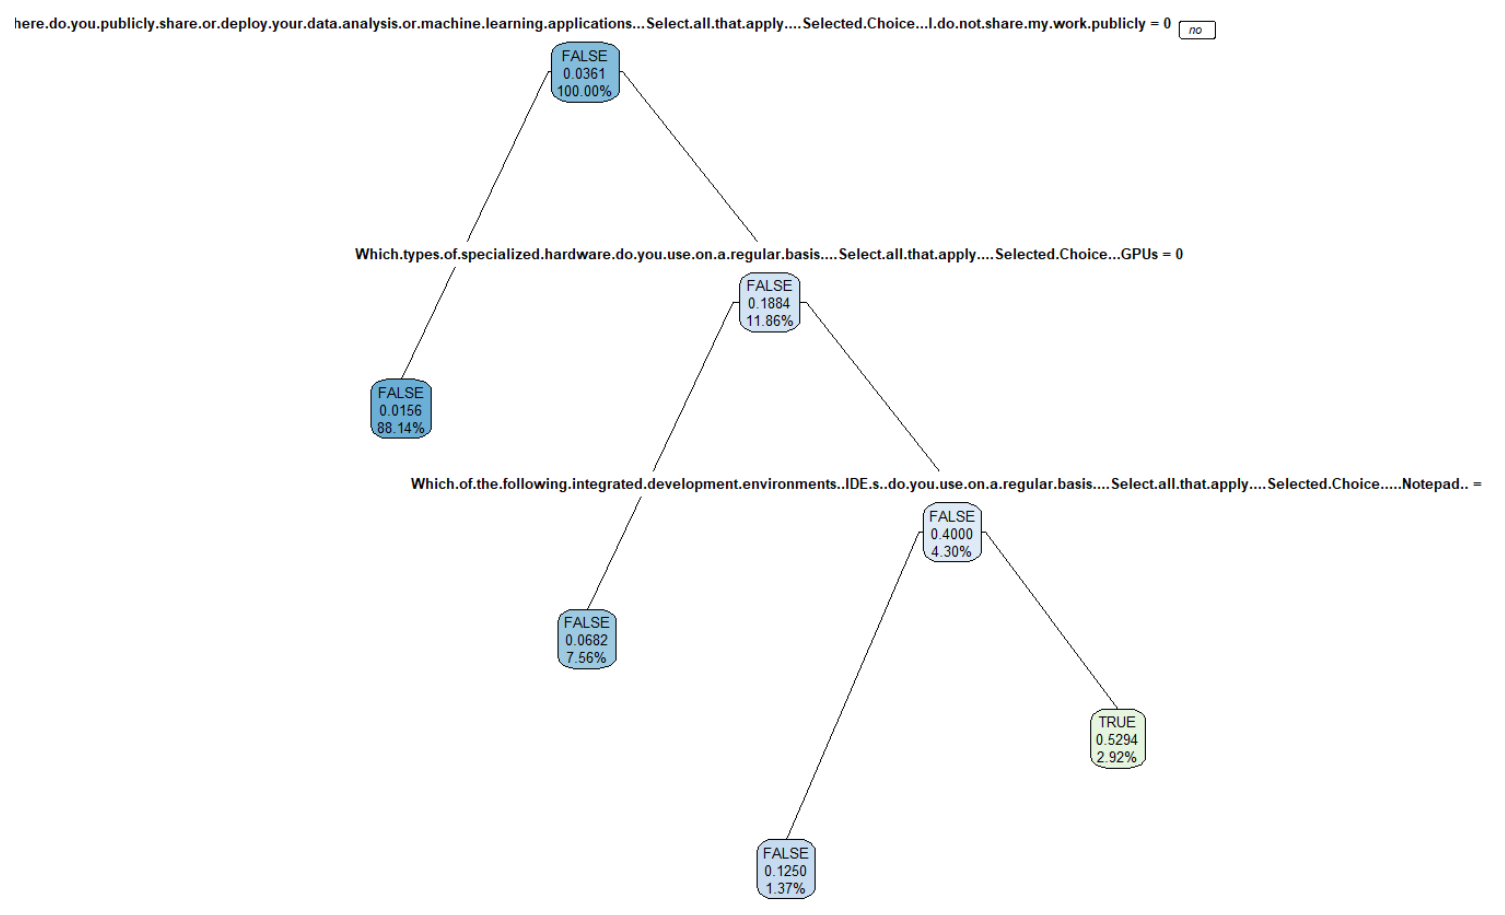 here.do.you.publicly.share.or.deploy.your.data.analysis.or.machine.learning.applications...Select.all.that.apply....Selected.Choice...I.do.not.share.my.work.publicly = 0
no
FALSE
0.0361
100.00%
Which.types.of.specialized.hardware.do.you.use.on.a.regular.basis....Select.all.that.apply....Selected.Choice...GPUs = 0
FALSE
0.1884
11.86%
FALSE
0.0156
88.14%
Which.of.the.following.integrated.development.environments..IDE.s..do.you.use.on.a.regular.basis....Select.all.that.apply....Selected.Choice.....Notepad.. =
FALSE
0.4000
4.30%
FALSE
0.0682
7.56%
TRUE
0.5294
2.92%
FALSE
0.1250
1.37%